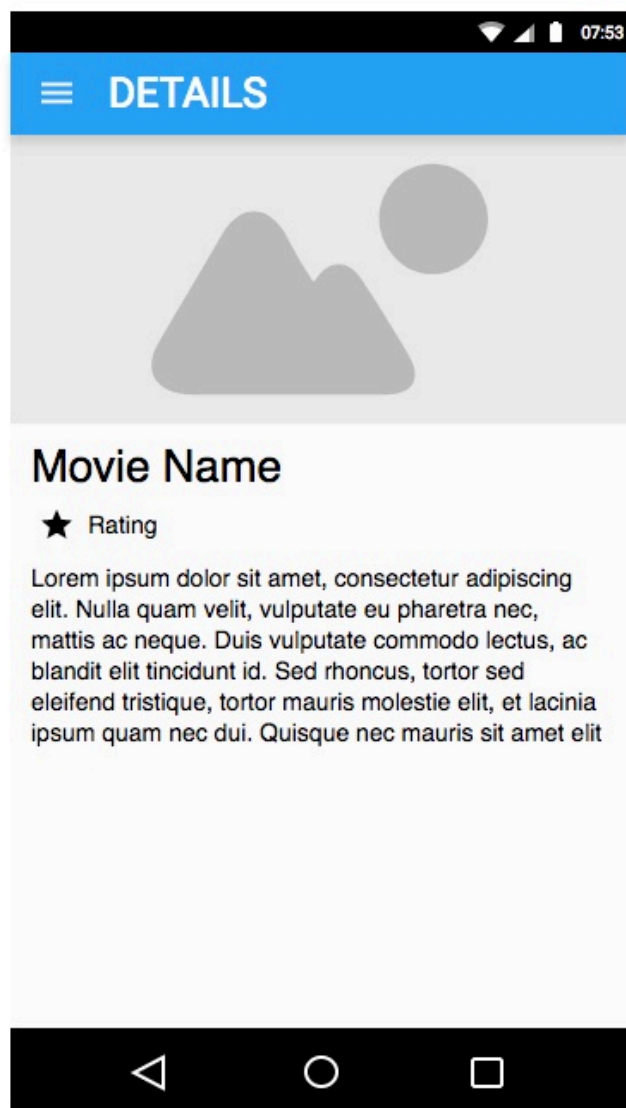 07:53
DETAILS
Movie Name
Rating
Lorem ipsum dolor sit amet, consectetur adipiscing
elit. Nulla quam velit, vulputate eu pharetra nec,
mattis ac neque. Duis vulputate commodo lectus, ac
blandit elit tincidunt id. Sed rhoncus, tortor sed
eleifend tristique, tortor mauris molestie elit, et lacinia
ipsum quam nec dui. Quisque nec mauris sit amet elit